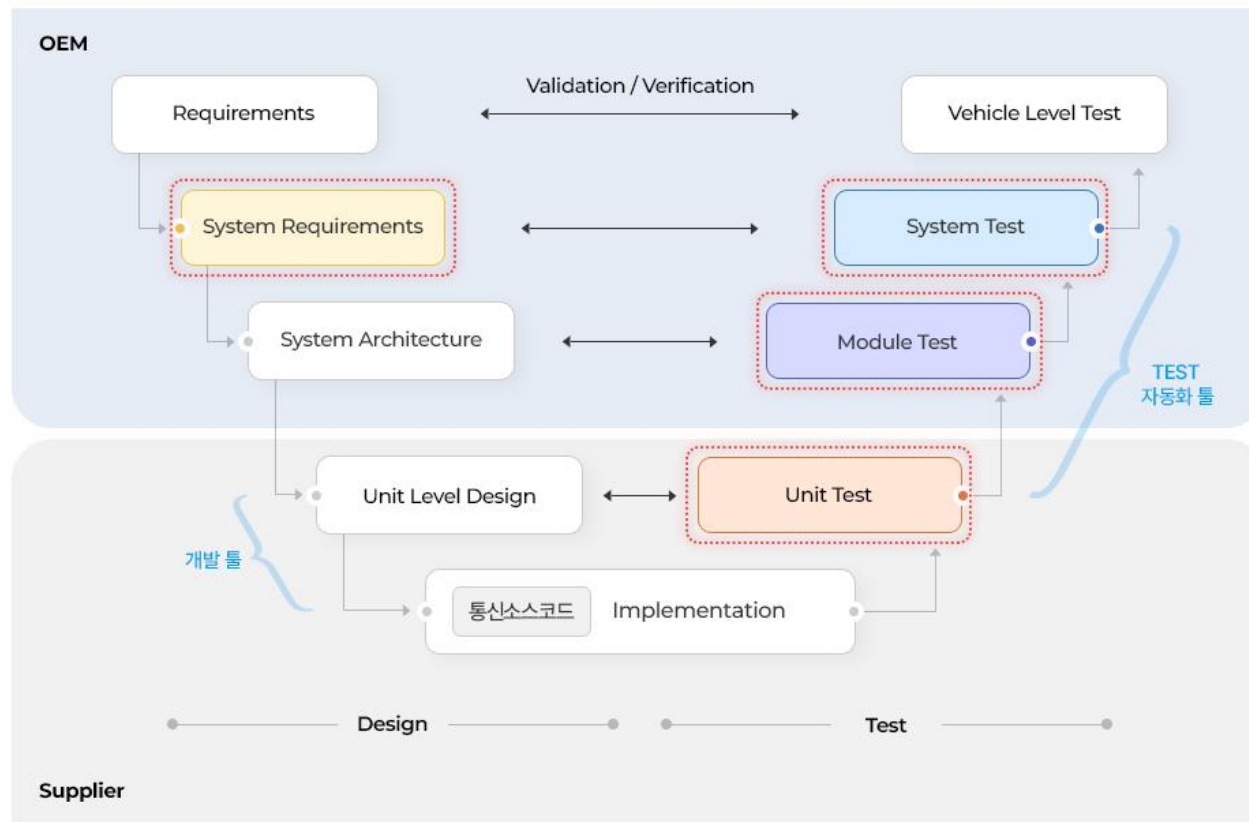 OEM
Validation / Verification
Requirements
Vehicle Level Test
System Requirements
System Test
System Architecture
Module Test
TEST
자동화 툴
Unit Level Design
Unit Test
개발 툴
통신소스코드
Implementation
Design
Test
Supplier